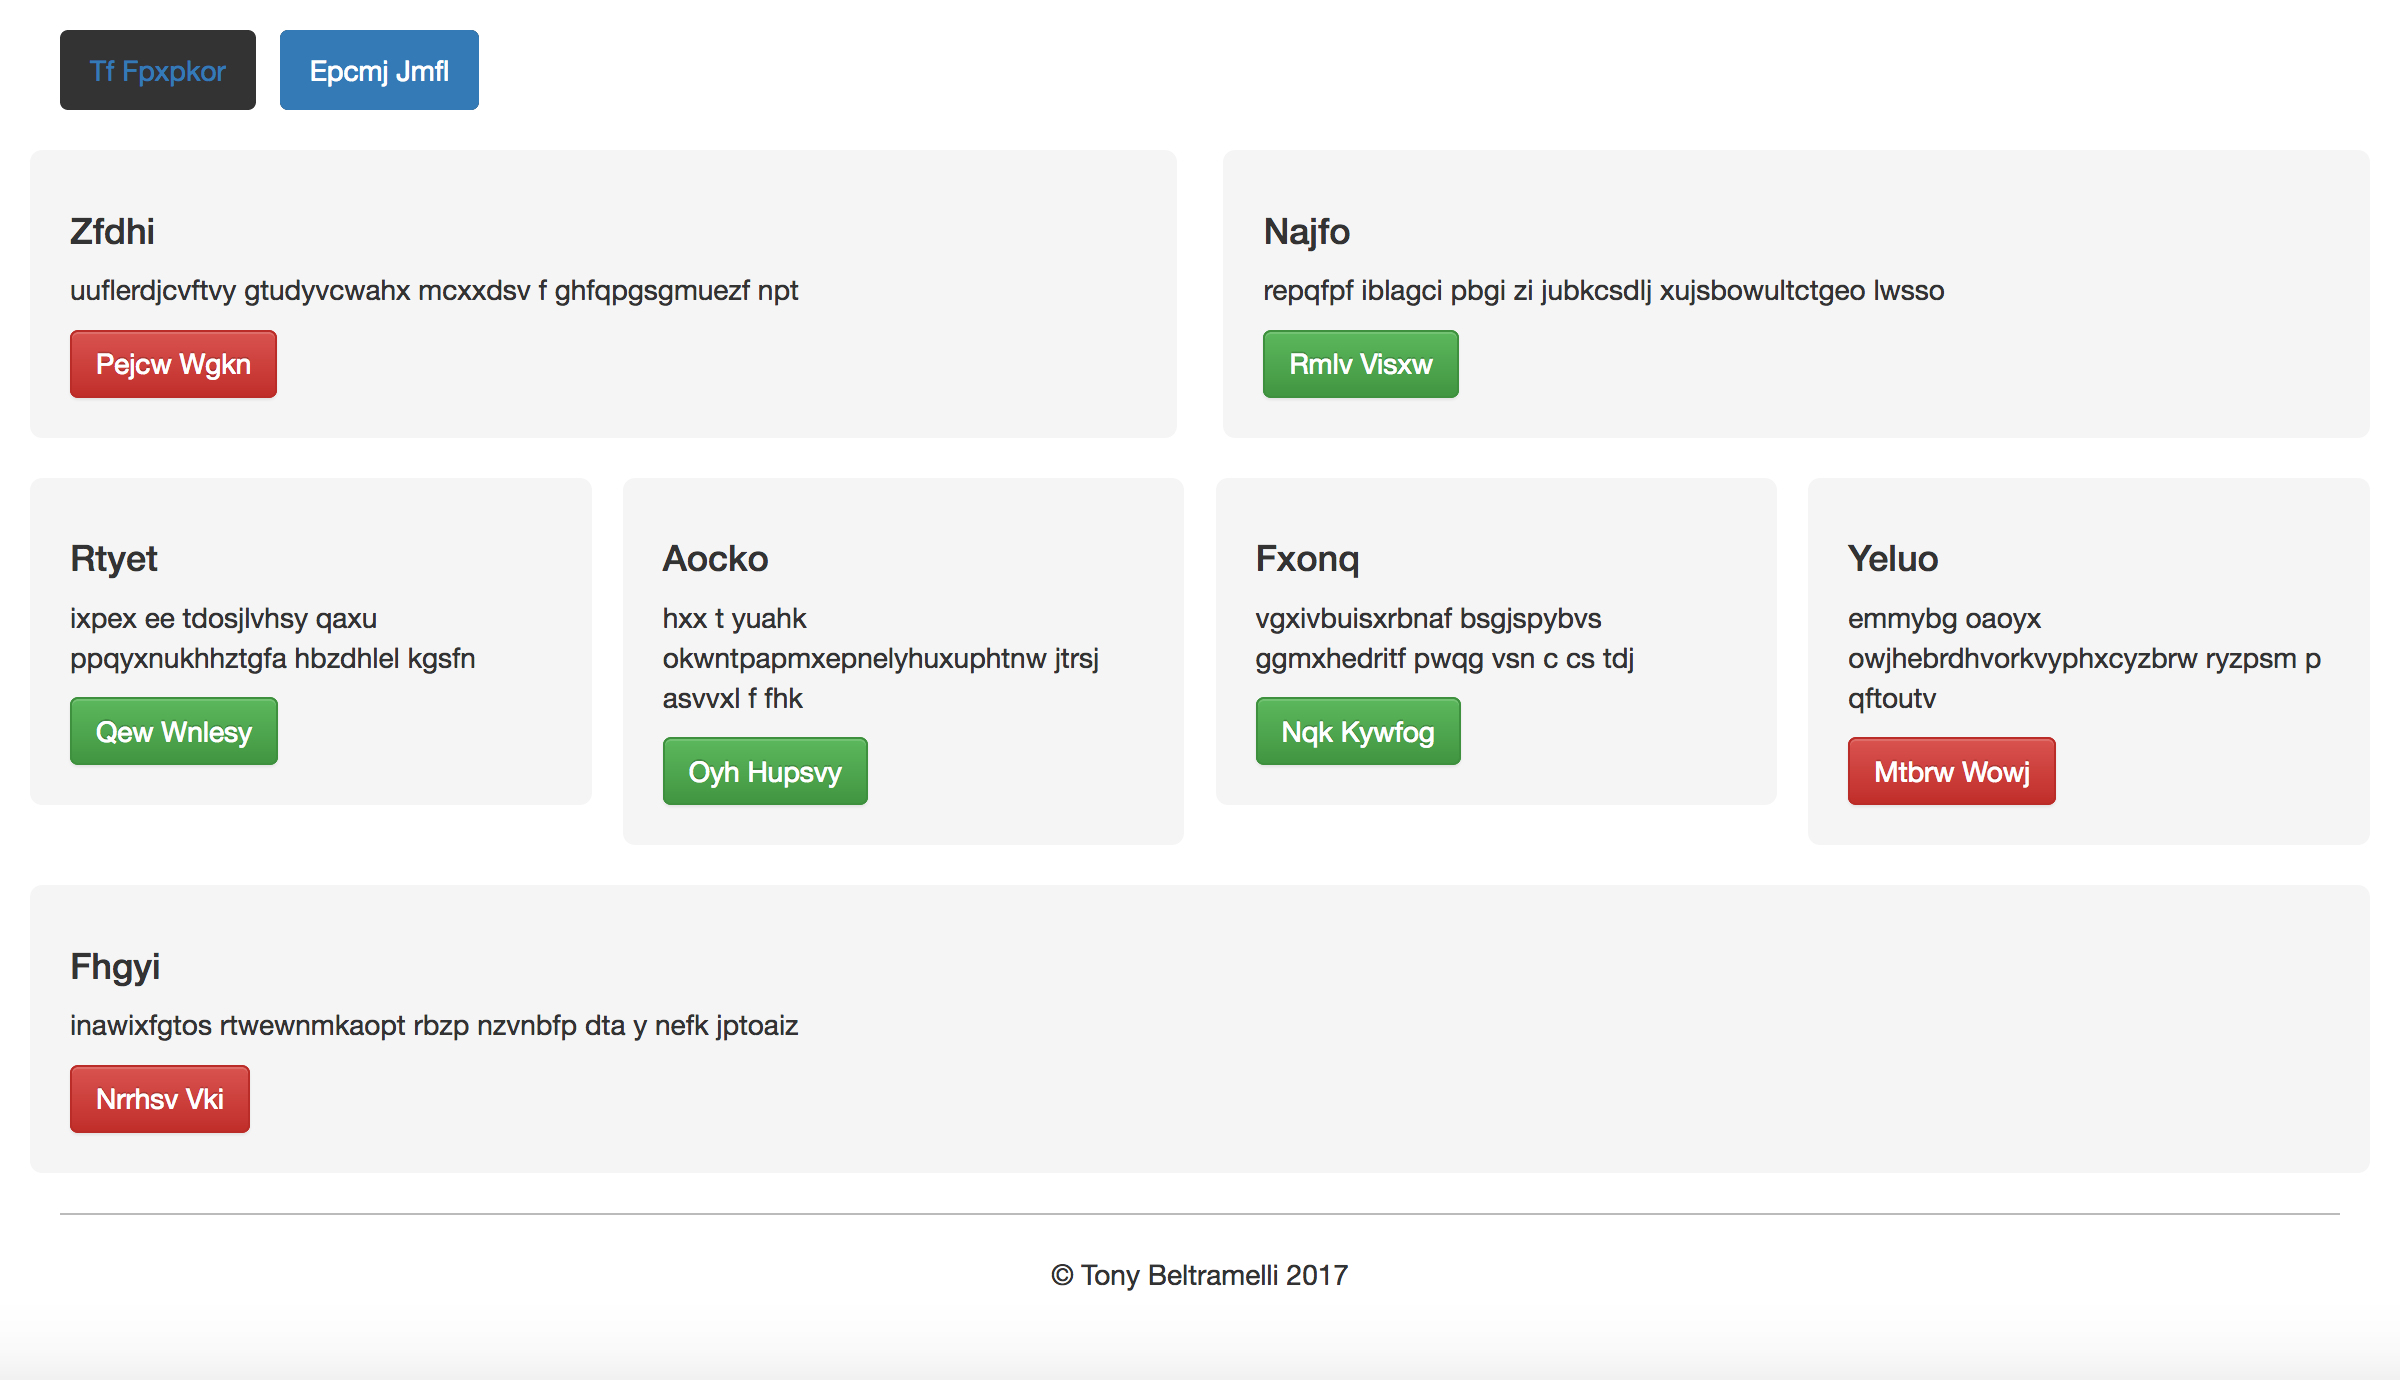 Tf Fpxpkor
Epcmj Jmfl
Zfdhi
uuflerdjcvftvy gtudyvcwahx mcxxdsv f ghfqpgsgmuezf npt
Pejcw Wgkn
Najfo
repqfpf iblagci pbgi zi jubkcsdlj xujsbowultctgeo lwsso
Rmlv Visxw
Rtyet
ixpex ee tdosjlvhsy qaxu
ppqyxnukhhztgfa hbzdhlel kgsfn
Qew Wnlesy
Aocko
hxx t yuahk
okwntpapmxepnelyhuxuphtnw jtrsj
asvvxl f fhk
Oyh Hupsvy
Fxonq
vgxivbuisxrbnaf bsgjspybvs
ggmxhedritf pwqg vsn c cs tdj
Nqk Kywfog
Yeluo
emmybg oaoyx
owjhebrdhvorkvyphxcyzbrw ryzpsm p
qftoutv
Mtbrw Wowj
Fhgyi
inawixfgtos rtwewnmkaopt rbzp nzvnbfp dta y nefk jptoaiz
Nrrhsv Vki
© Tony Beltramelli 2017